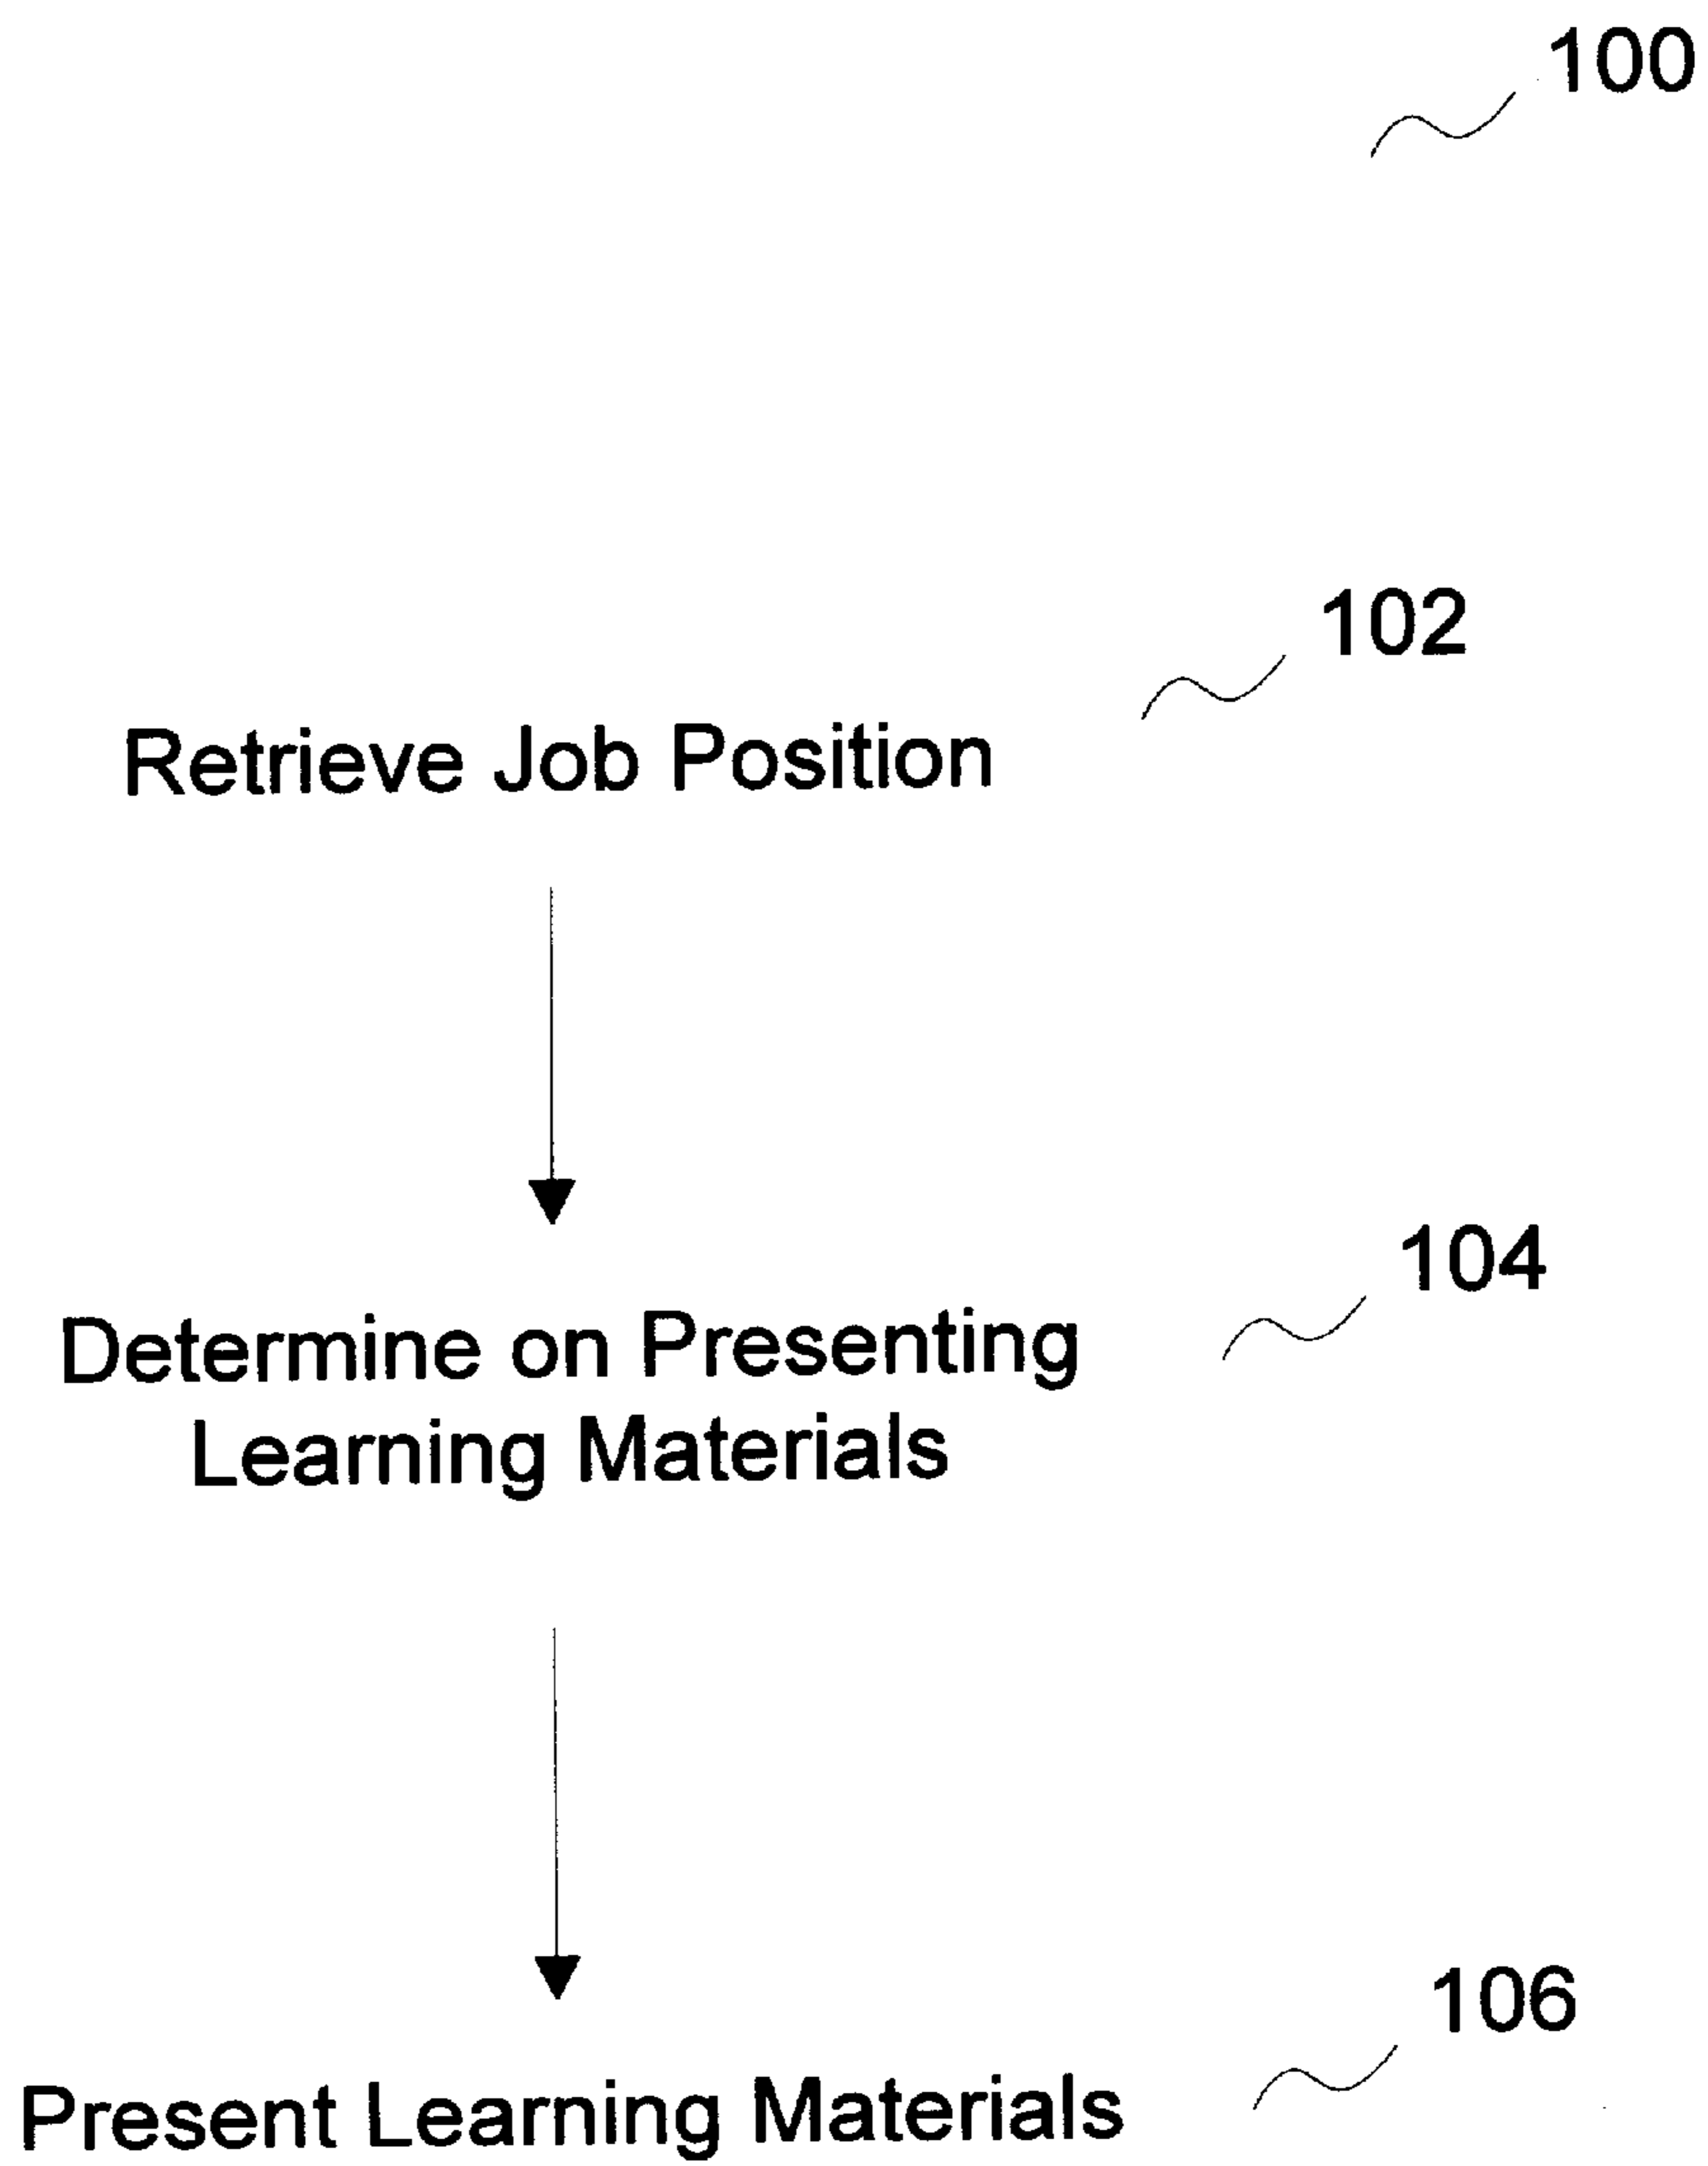 100
102
Retrieve Job Position
104
Determine on Presenting
Learning Materials
106
Present Learning Materials